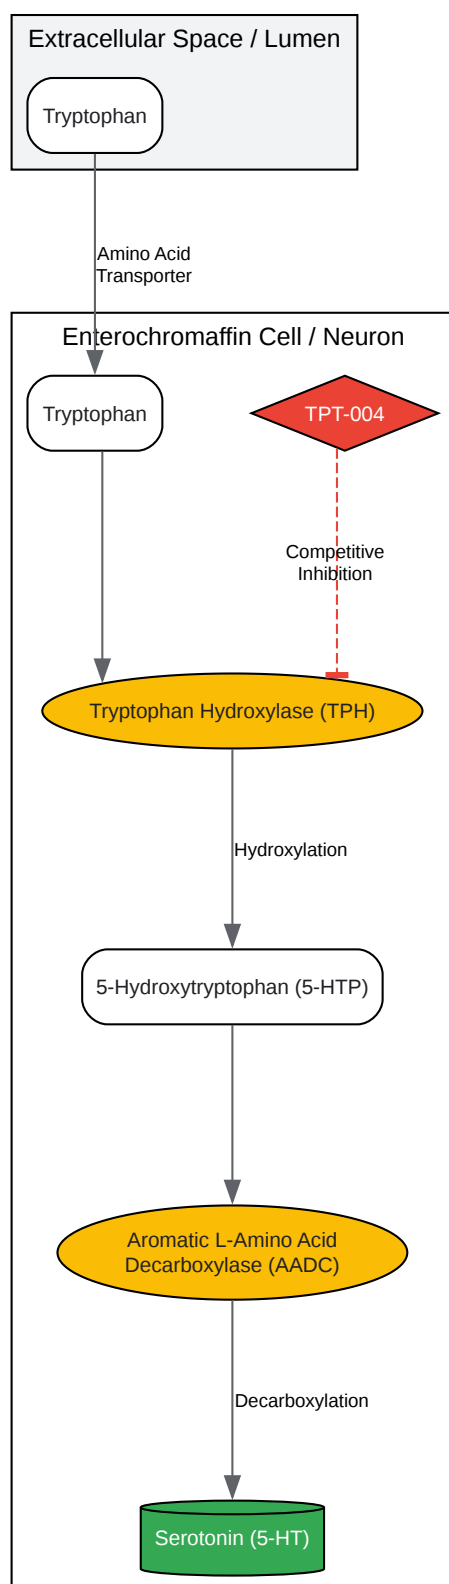 Extracellular Space / Lumen
Tryptophan
Amino Acid
Transporter
Enterochromaffin Cell / Neuron
Tryptophan
TPT-004
Competitive
Inhibition
Tryptophan Hydroxylase (TPH)
Hydroxylation
5-Hydroxytryptophan (5-HTP)
Aromatic L-Amino Acid
Decarboxylase (AADC)
Decarboxylation
Serotonin (5-HT)